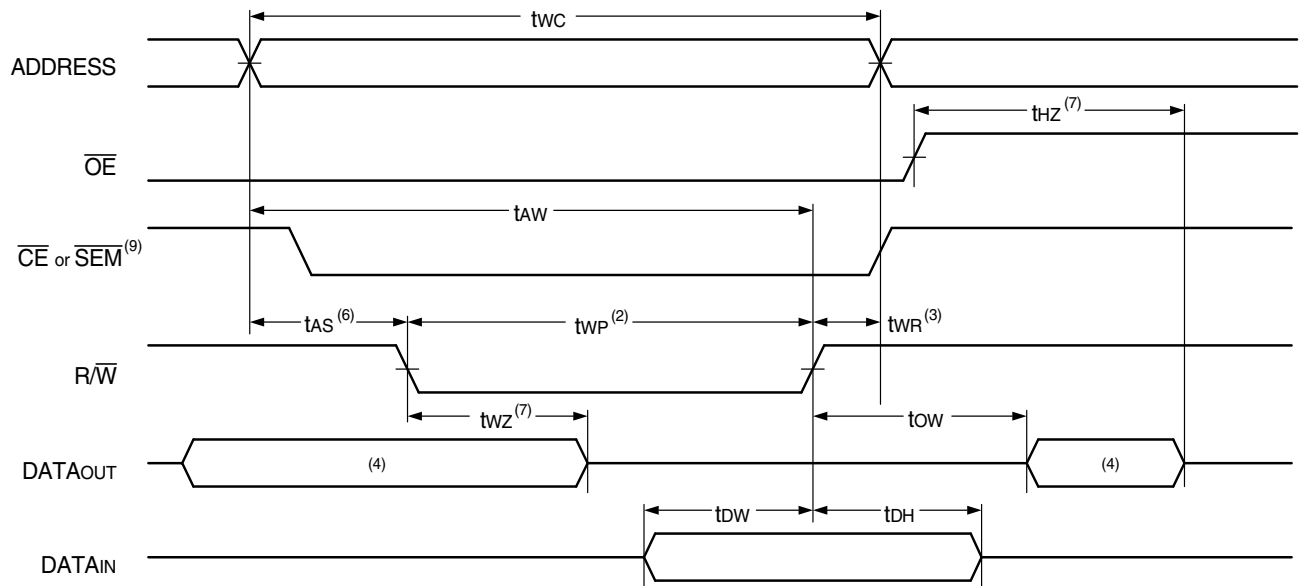 tWC
ADDRESS
tHZ(7)
OE
tAW
CE or SEM(9)
tAS(6)
tWP(2)
tWR(3)
R/W
tWZ(7)
tOW
DATAOUT
(4)
(4)
tDW
tDH
DATAIN